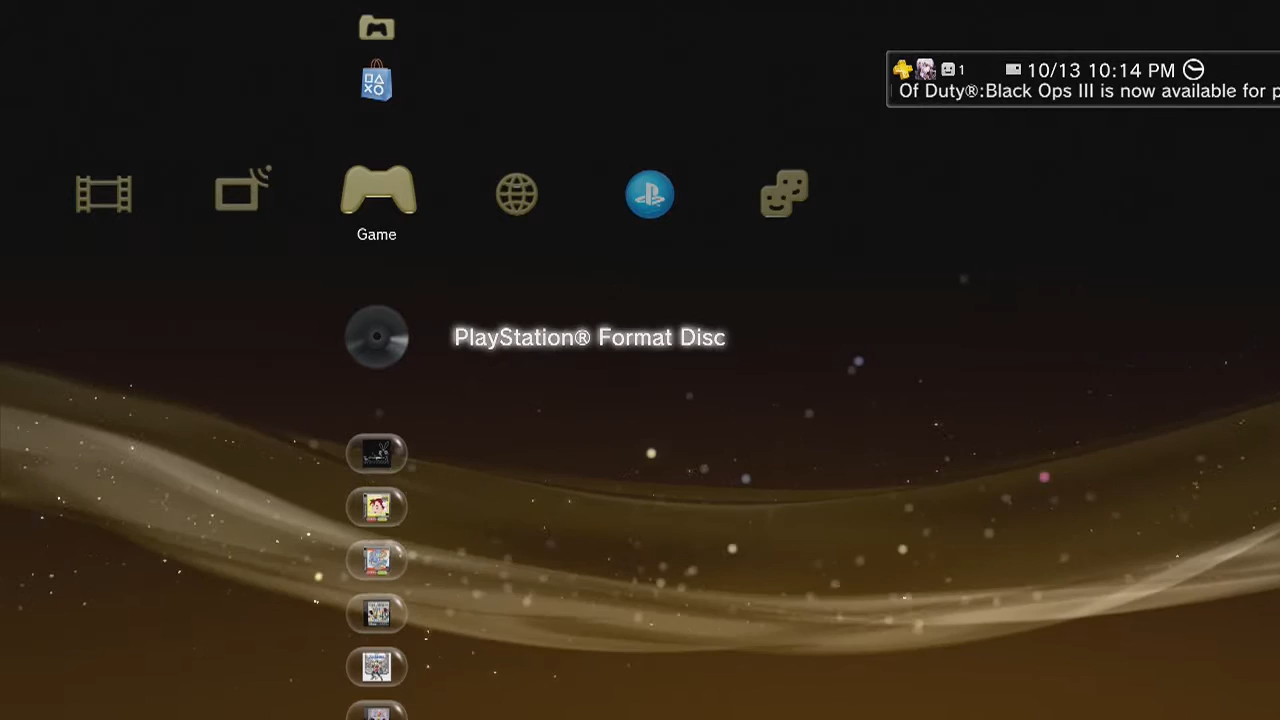 1 10/13 10:14 PM
Of Duty®:Black Ops III is now available for p
Game
PlayStation® Format Disc